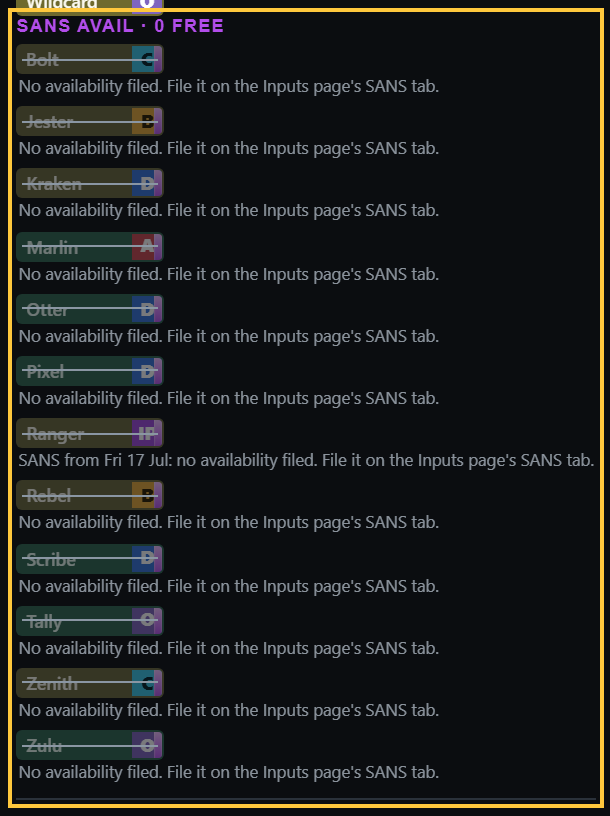 Wildcard O
SANS AVAIL · 0 FREE
Bolt C
No availability filed. File it on the Inputs page's SANS tab.
Jester B
No availability filed. File it on the Inputs page's SANS tab.
Kraken D
No availability filed. File it on the Inputs page's SANS tab.
Marlin A
No availability filed. File it on the Inputs page's SANS tab.
Otter D
No availability filed. File it on the Inputs page's SANS tab.
Pixel D
No availability filed. File it on the Inputs page's SANS tab.
Ranger IP
SANS from Fri 17 Jul: no availability filed. File it on the Inputs page's SANS tab.
Rebel B
No availability filed. File it on the Inputs page's SANS tab.
Scribe D
No availability filed. File it on the Inputs page's SANS tab.
Tally O
No availability filed. File it on the Inputs page's SANS tab.
Zenith C
No availability filed. File it on the Inputs page's SANS tab.
Zulu O
No availability filed. File it on the Inputs page's SANS tab.